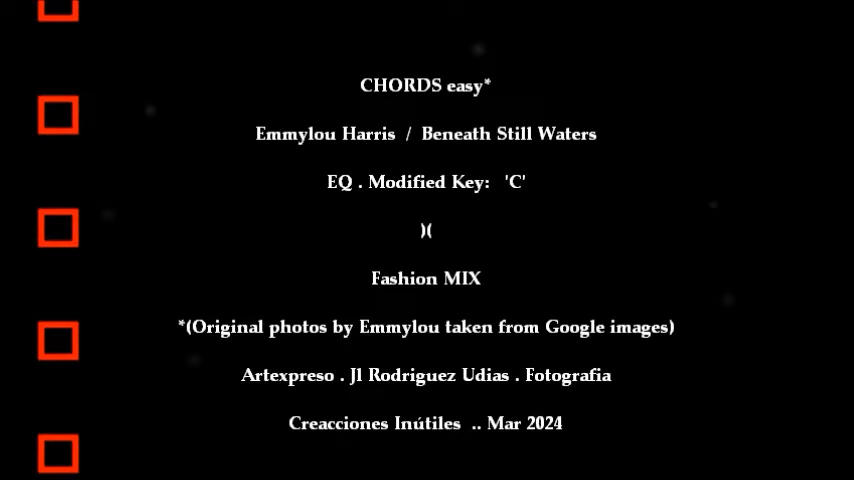 CHORDS easy*
Emmylou Harris / Beneath Still Waters
EQ . Modified Key: 'C'
)(
Fashion MIX
*(Original photos by Emmylou taken from Google images)
Artexpreso . Jl Rodriguez Udias . Fotografia
Creacciones Inútiles .. Mar 2024